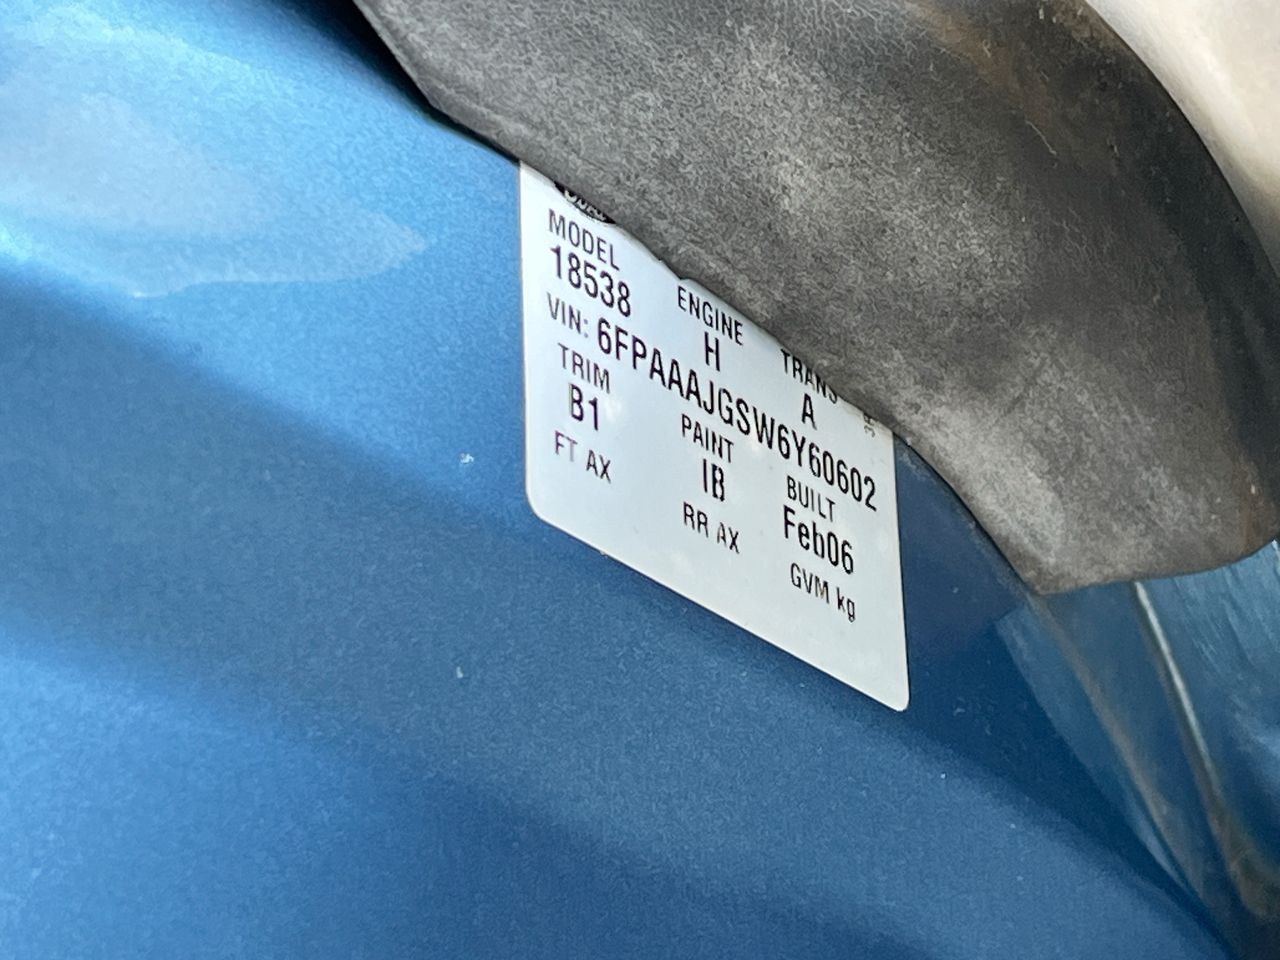 MODEL ENGINE TRANS
18538 H A
VIN: 6FPAAAJGSW6Y60602
TRIM PAINT BUILT
B1 IB Feb06
FT AX RR AX GVM kg